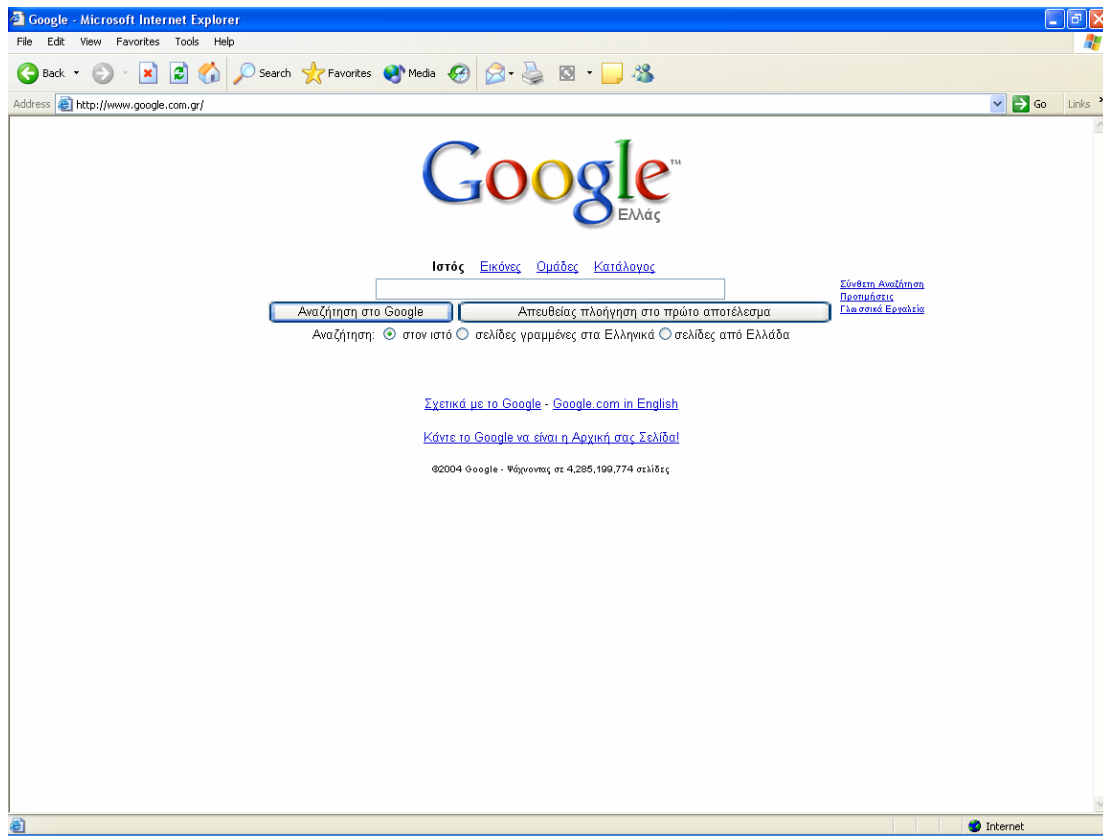 Google - Microsoft Internet Explorer
File Edit View Favorites Tools Help
Back Search Favorites Media
Address http://www.google.com.gr/ Go Links
Google™
Ελλάς
Ιστός Εικόνες Ομάδες Κατάλογος
Σύνθετη Αναζήτηση
Προτιμήσεις
Γλωσσικά Εργαλεία
Αναζήτηση στο Google Απευθείας πλοήγηση στο πρώτο αποτέλεσμα
Αναζήτηση: στον ιστό σελίδες γραμμένες στα Ελληνικά σελίδες από Ελλάδα
Σχετικά με το Google - Google.com in English
Κάντε το Google να είναι η Αρχική σας Σελίδα!
©2004 Google - Ψάχνοντας σε 4,285,199,774 σελίδες
Internet